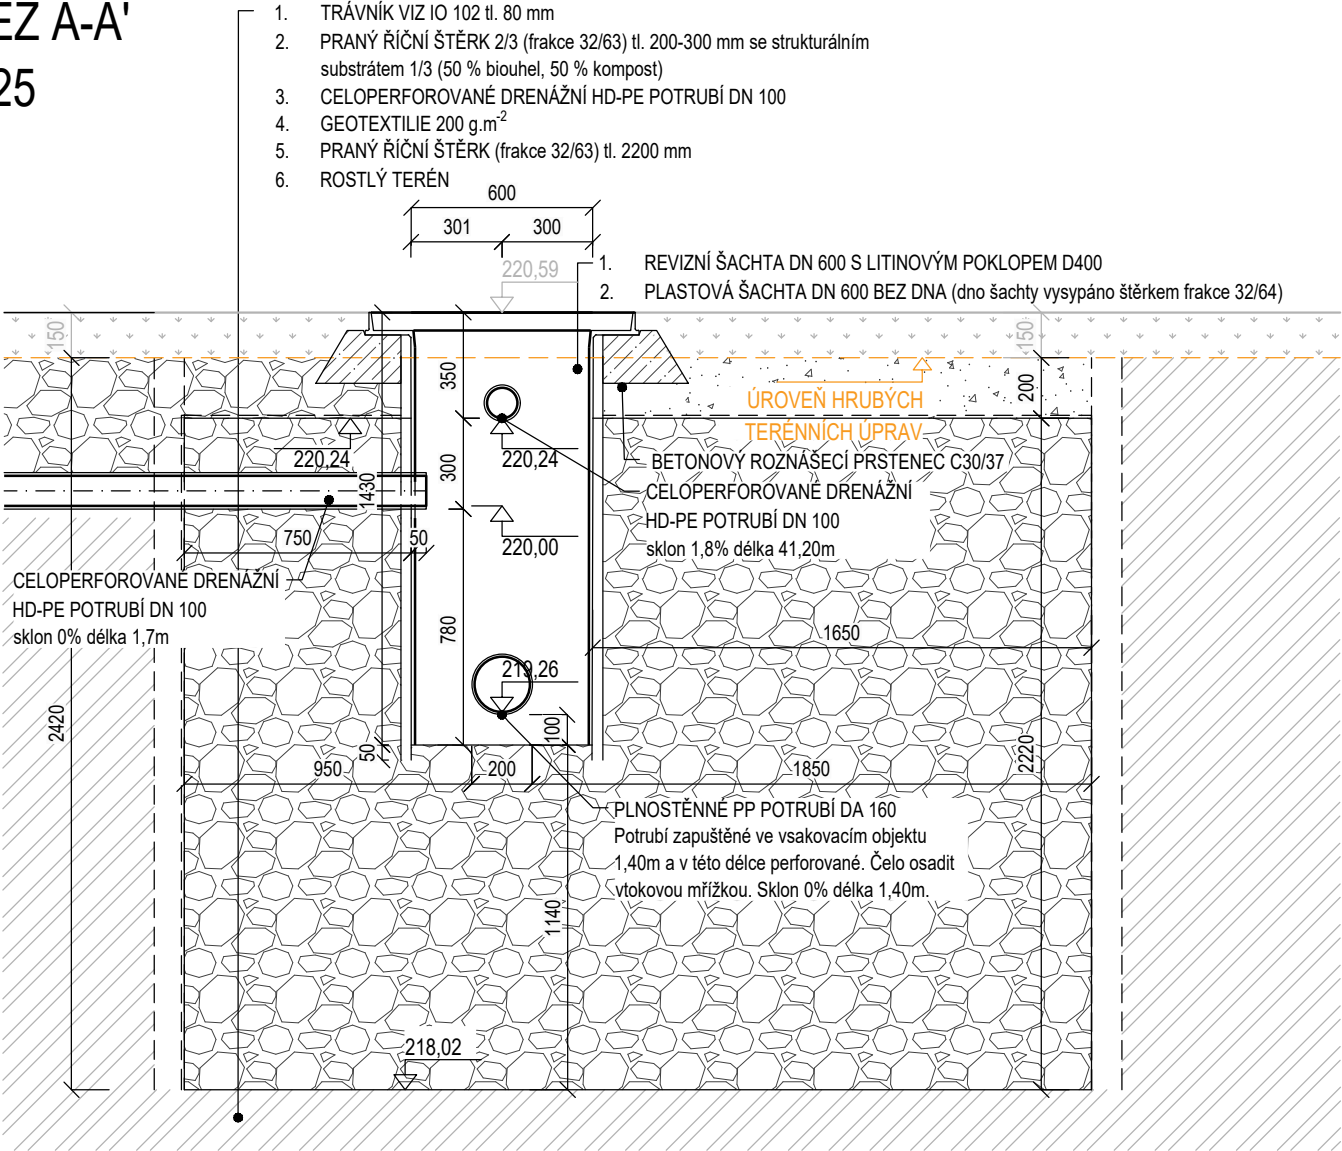 EZ A-A'
25
1. TRÁVNÍK VIZ IO 102 tl. 80 mm
2. PRANÝ ŘÍČNÍ ŠTĚRK 2/3 (frakce 32/63) tl. 200-300 mm se strukturálním
substrátem 1/3 (50 % biouhel, 50 % kompost)
3. CELOPERFOROVANÉ DRENÁŽNÍ HD-PE POTRUBÍ DN 100
4. GEOTEXTILIE 200 g.m-2
5. PRANÝ ŘÍČNÍ ŠTĚRK (frakce 32/63) tl. 2200 mm
6. ROSTLÝ TERÉN
600
301 300
220,59
1. REVIZNÍ ŠACHTA DN 600 S LITINOVÝM POKLOPEM D400
2. PLASTOVÁ ŠACHTA DN 600 BEZ DNA (dno šachty vysypáno štěrkem frakce 32/64)
150
150
350
200
ÚROVEŇ HRUBÝCH
TERÉNNÍCH ÚPRAV
220,24
220,24
300
1430
BETONOVÝ ROZNÁŠECÍ PRSTENEC C30/37
CELOPERFOROVANÉ DRENÁŽNÍ
HD-PE POTRUBÍ DN 100
sklon 1,8% délka 41,20m
750 50
220,00
CELOPERFOROVANÉ DRENÁŽNÍ
HD-PE POTRUBÍ DN 100
sklon 0% délka 1,7m
780
1650
219,26
2420
100
50
2220
950 200 1850
PLNOSTĚNNÉ PP POTRUBÍ DA 160
Potrubí zapuštěné ve vsakovacím objektu
1,40m a v této délce perforované. Čelo osadit
vtokovou mřížkou. Sklon 0% délka 1,40m.
1140
218,02